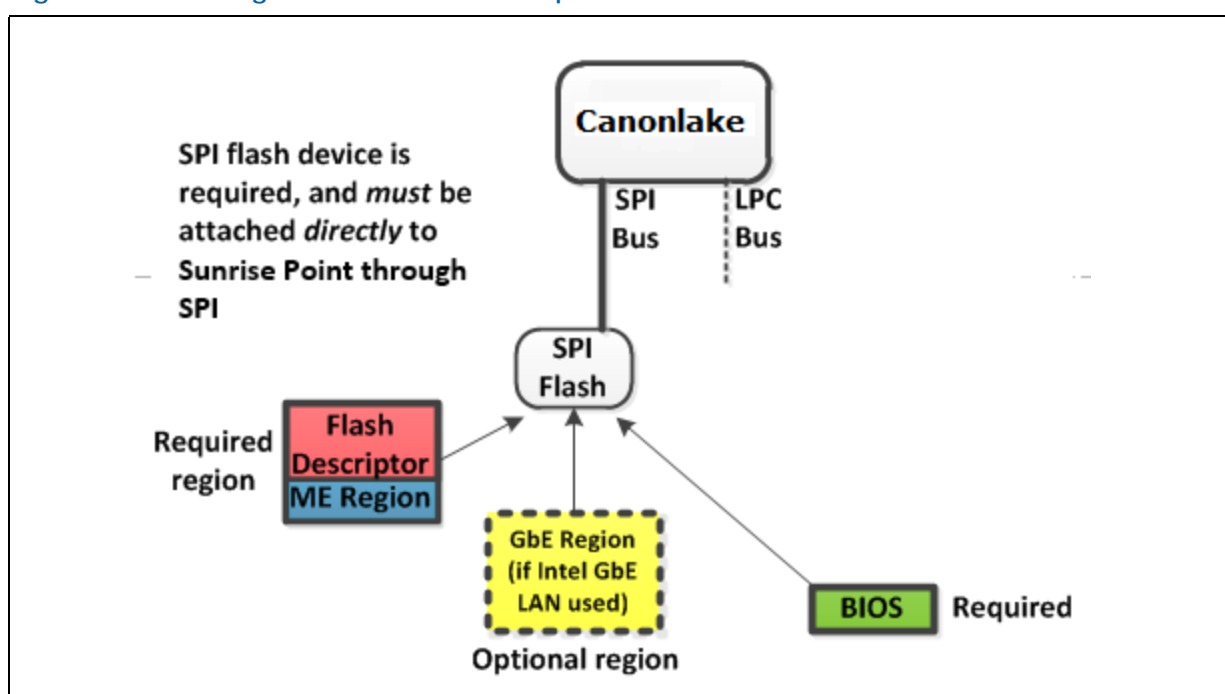 Canonlake
SPI flash device is
required, and must be
attached directly to
Sunrise Point through
SPI
SPI
Bus
LPC
Bus
SPI
Flash
Required
region
Flash
Descriptor
ME Region
GbE Region
(if Intel GbE
LAN used)
Optional region
BIOS
Required